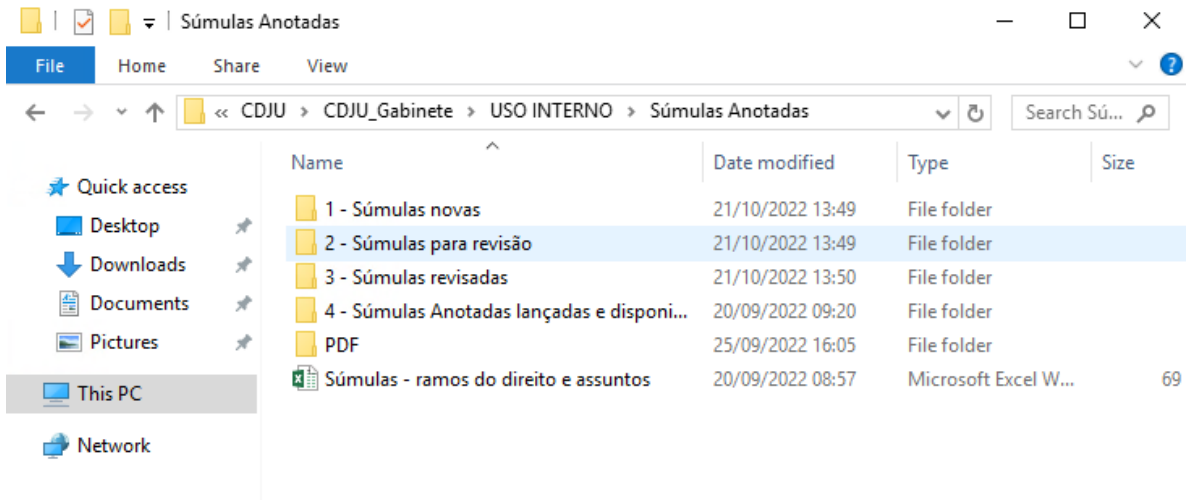 Súmulas Anotadas
File Home Share View
« CDJU > CDJU_Gabinete > USO INTERNO > Súmulas Anotadas Search Sú...
Name Date modified Type Size
Quick access
Desktop
Downloads
Documents
Pictures
This PC
Network
1 - Súmulas novas 21/10/2022 13:49 File folder
2 - Súmulas para revisão 21/10/2022 13:49 File folder
3 - Súmulas revisadas 21/10/2022 13:50 File folder
4 - Súmulas Anotadas lançadas e disponi... 20/09/2022 09:20 File folder
PDF 25/09/2022 16:05 File folder
Súmulas - ramos do direito e assuntos 20/09/2022 08:57 Microsoft Excel W... 69